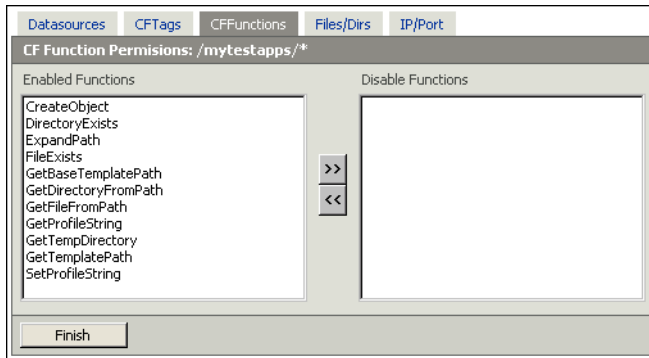 Datasources CFTags CFFunctions Files/Dirs IP/Port
CF Function Permisions: /mytestapps/*
Enabled Functions Disable Functions
CreateObject
DirectoryExists
ExpandPath
FileExists
GetBaseTemplatePath
GetDirectoryFromPath
GetFileFromPath
GetProfileString
GetTempDirectory
GetTemplatePath
SetProfileString
>>
<<
Finish